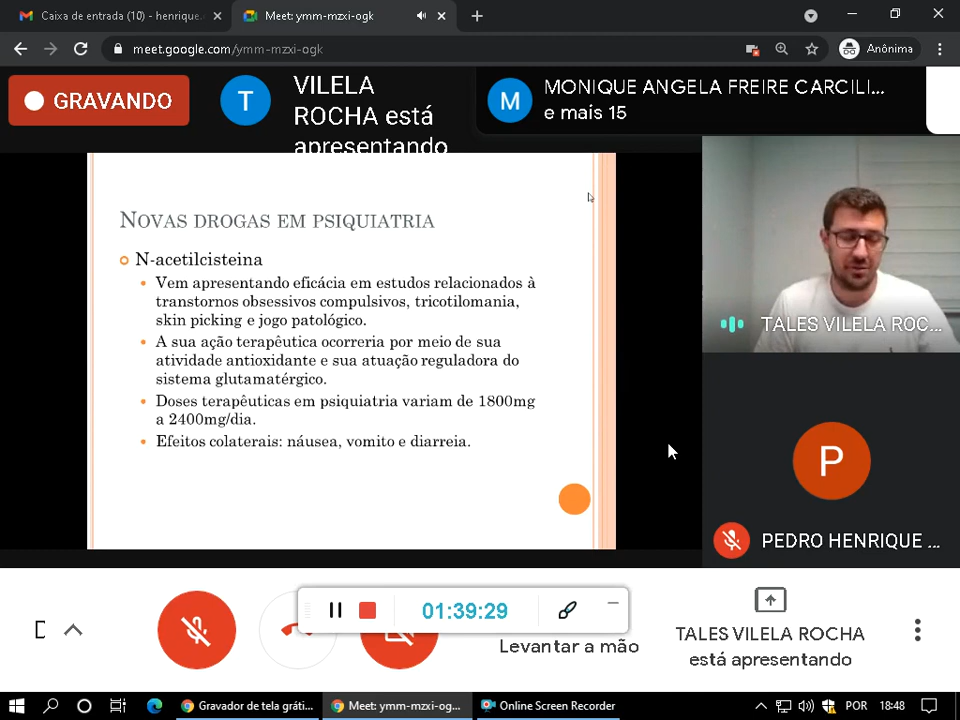 Caixa de entrada (10) - henrique.
Meet: ymm-mzxi-ogk
meet.google.com/ymm-mzxi-ogk
Anônima
GRAVANDO
T
VILELA
ROCHA está
apresentando
M
MONIQUE ANGELA FREIRE CARCILI...
e mais 15
NOVAS DROGAS EM PSIQUIATRIA
N-acetilcisteina
Vem apresentando eficácia em estudos relacionados à
transtornos obsessivos compulsivos, tricotilomania,
skin picking e jogo patológico.
A sua ação terapêutica ocorreria por meio de sua
atividade antioxidante e sua atuação reguladora do
sistema glutamatérgico.
Doses terapêuticas em psiquiatria variam de 1800mg
a 2400mg/dia.
Efeitos colaterais: náusea, vomito e diarreia.
TALES VILELA ROC...
P
PEDRO HENRIQUE ...
01:39:29
Levantar a mão
TALES VILELA ROCHA
está apresentando
Gravador de tela gráti...
Meet: ymm-mzxi-og...
Online Screen Recorder
POR
18:48